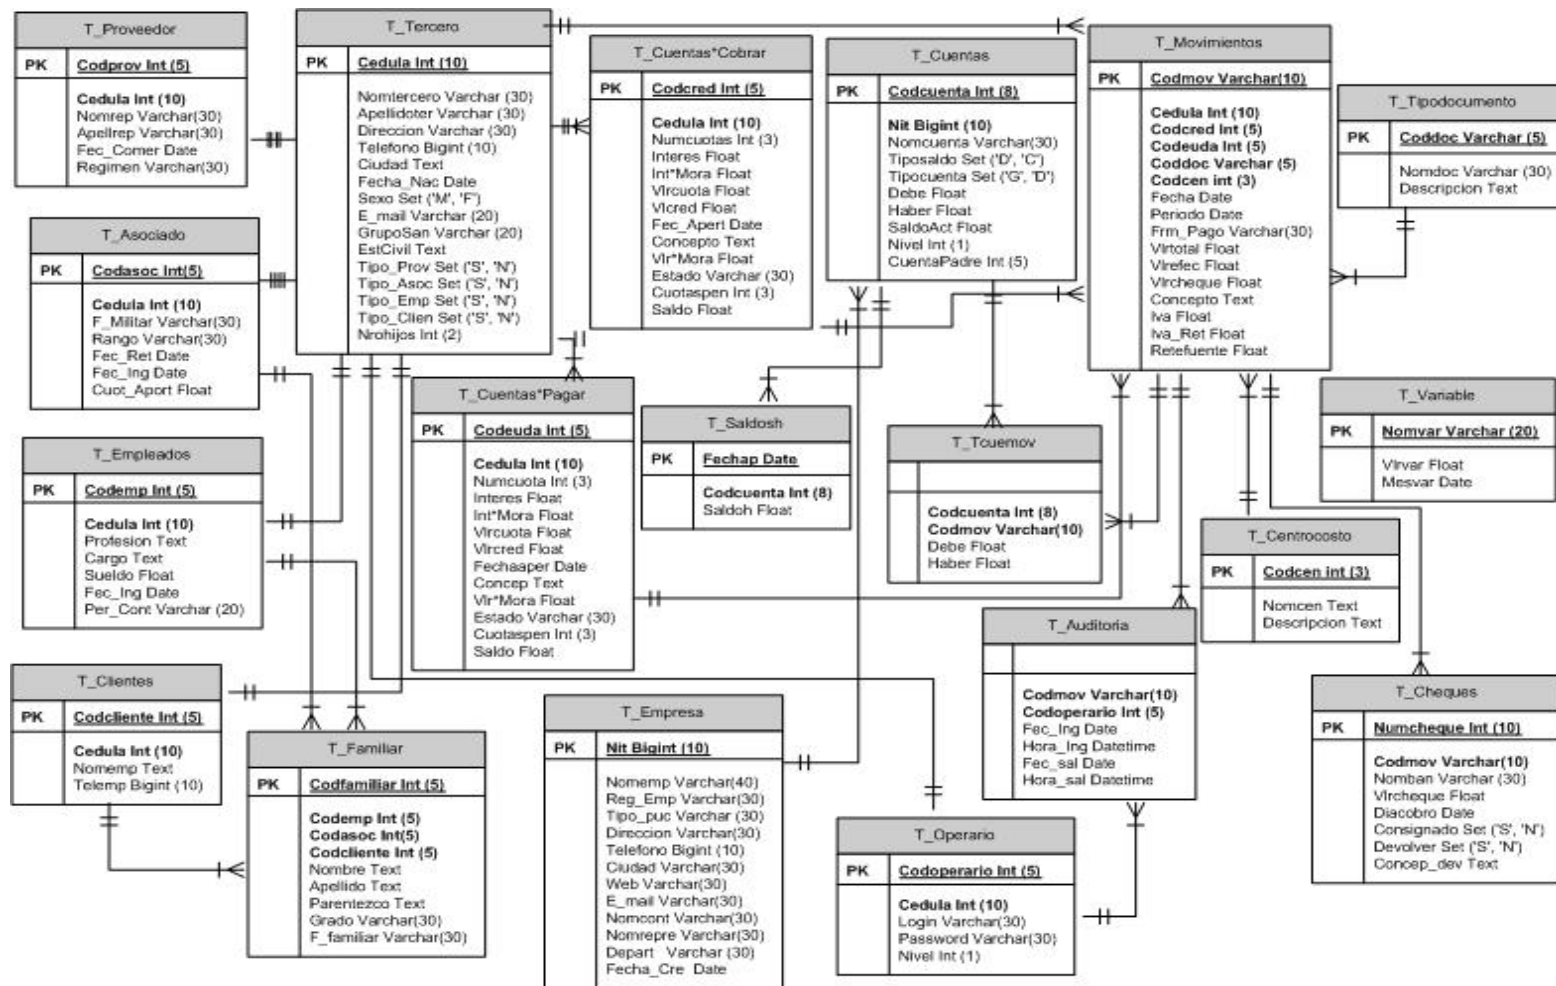 T_Proveedor
PK Codprov Int (5)
Cedula Int (10)
Nomrep Varchar(30)
Apellrep Varchar(30)
Fec_Comer Date
Regimen Varchar(30)
T_Tercero
PK Cedula Int (10)
Nomtercero Varchar (30)
Apellidoter Varchar (30)
Direccion Varchar (30)
Telefono Bigint (10)
Ciudad Text
Fecha_Nac Date
Sexo Set ('M', 'F')
E_mail Varchar (20)
GrupoSan Varchar (20)
EstCivil Text
Tipo_Prov Set ('S', 'N')
Tipo_Asoc Set ('S', 'N')
Tipo_Emp Set ('S', 'N')
Tipo_Clien Set ('S', 'N')
Nrohijos Int (2)
T_Cuentas*Cobrar
PK Codcred Int (5)
Cedula Int (10)
Numcuotas Int (3)
Interes Float
Int*Mora Float
Vlrcuota Float
Vlcred Float
Fec_Apert Date
Concepto Text
Vlr*Mora Float
Estado Varchar (30)
Cuotaspen Int (3)
Saldo Float
T_Cuentas
PK Codcuenta Int (8)
Nit Bigint (10)
Nomcuenta Varchar(30)
Tiposaldo Set ('D', 'C')
Tipocuenta Set ('G', 'D')
Debe Float
Haber Float
SaldoAct Float
Nivel Int (1)
CuentaPadre Int (5)
T_Movimientos
PK Codmov Varchar(10)
Cedula Int (10)
Codcred Int (5)
Codeuda Int (5)
Coddoc Varchar (5)
Codcen int (3)
Fecha Date
Periodo Date
Frm_Pago Varchar(30)
Vlrtotal Float
Vlrefec Float
Vlrcheque Float
Concepto Text
Iva Float
Iva_Ret Float
Retefuente Float
T_Tipodocumento
PK Coddoc Varchar (5)
Nomdoc Varchar (30)
Descripcion Text
T_Asociado
PK Codasoc Int(5)
Cedula Int (10)
F_Militar Varchar(30)
Rango Varchar(30)
Fec_Ret Date
Fec_Ing Date
Cuot_Aport Float
T_Cuentas*Pagar
PK Codeuda Int (5)
Cedula Int (10)
Numcuota Int (3)
Interes Float
Int*Mora Float
Vlrcuota Float
Vlrcred Float
Fechaaper Date
Concep Text
Vlr*Mora Float
Estado Varchar (30)
Cuotaspen Int (3)
Saldo Float
T_Saldosh
PK Fechap Date
Codcuenta Int (8)
Saldoh Float
T_Tcuemov
Codcuenta Int (8)
Codmov Varchar(10)
Debe Float
Haber Float
T_Variable
PK Nomvar Varchar (20)
Vlrvar Float
Mesvar Date
T_Empleados
PK Codemp Int (5)
Cedula Int (10)
Profesion Text
Cargo Text
Sueldo Float
Fec_Ing Date
Per_Cont Varchar (20)
T_Centrocosto
PK Codcen int (3)
Nomcen Text
Descripcion Text
T_Auditoria
Codmov Varchar(10)
Codoperario Int (5)
Fec_Ing Date
Hora_Ing Datetime
Fec_sal Date
Hora_sal Datetime
T_Clientes
PK Codcliente Int (5)
Cedula Int (10)
Nomemp Text
Telemp Bigint (10)
T_Familiar
PK Codfamiliar Int (5)
Codemp Int (5)
Codasoc Int(5)
Codcliente Int (5)
Nombre Text
Apellido Text
Parentezco Text
Grado Varchar(30)
F_familiar Varchar(30)
T_Empresa
PK Nit Bigint (10)
Nomemp Varchar(40)
Reg_Emp Varchar(30)
Tipo_puc Varchar (30)
Direccion Varchar(30)
Telefono Bigint (10)
Ciudad Varchar(30)
Web Varchar(30)
E_mail Varchar(30)
Nomcont Varchar(30)
Nomrepre Varchar(30)
Depart Varchar (30)
Fecha_Cre Date
T_Operario
PK Codoperario Int (5)
Cedula Int (10)
Login Varchar(30)
Password Varchar(30)
Nivel Int (1)
T_Cheques
PK Numcheque Int (10)
Codmov Varchar(10)
Nomban Varchar (30)
Vlrcheque Float
Diacobro Date
Consignado Set ('S', 'N')
Devolver Set ('S', 'N')
Concep_dev Text